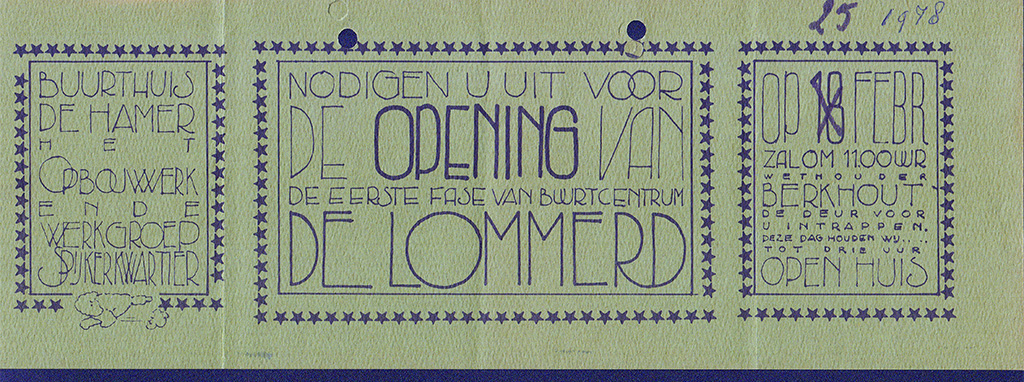 BUURTHUIS
DE HAMER
HET
OPBOUWWERK
EN DE
WERKGROEP
SPIJKERKWARTIER
NODIGEN U UIT VOOR
DE OPENING VAN
DE EERSTE FASE VAN BUURTCENTRUM
DE LOMMERD
25 1978
OP 18 FEBR
ZAL OM 11.00 UUR
WETHOUDER
BERKHOUT
DE DEUR VOOR
U INTRAPPEN.
DEZE DAG HOUDEN WIJ....
TOT DRIE UUR
OPEN HUIS